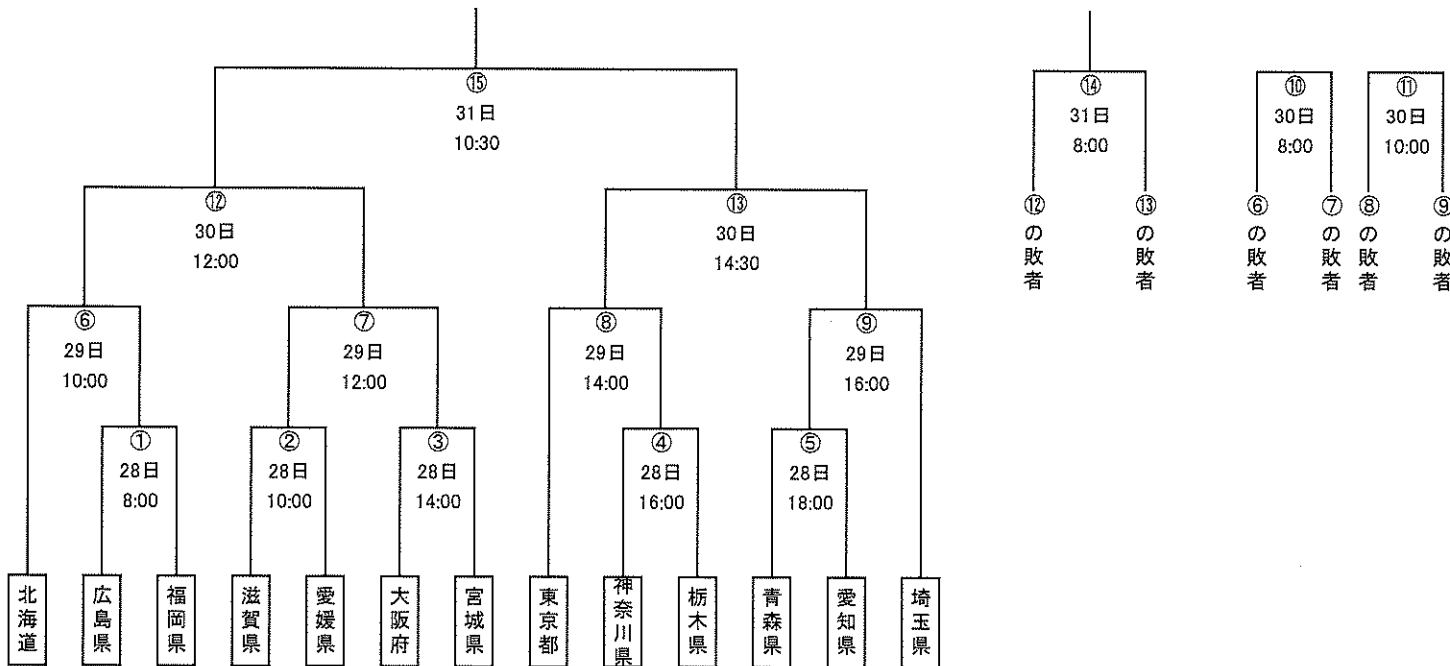 ⑮
31日
10:30
⑭
31日
8:00
⑩
30日
8:00
⑪
30日
10:00
⑫
30日
12:00
⑬
30日
14:30
⑫の敗者
⑬の敗者
⑥の敗者
⑦の敗者
⑧の敗者
⑨の敗者
⑥
29日
10:00
⑦
29日
12:00
⑧
29日
14:00
⑨
29日
16:00
①
28日
8:00
②
28日
10:00
③
28日
14:00
④
28日
16:00
⑤
28日
18:00
北海道
広島県
福岡県
滋賀県
愛媛県
大阪府
宮城県
東京都
神奈川県
栃木県
青森県
愛知県
埼玉県